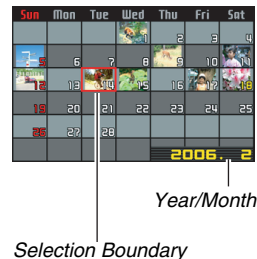 Sun Mon Tue Wed Thu Fri Sat
1 2 3 4
5 6 7 8 9 10 11
12 13 14 15 16 17 18
19 20 21 22 23 24 25
26 27 28
2006. 2
Year/Month
Selection Boundary